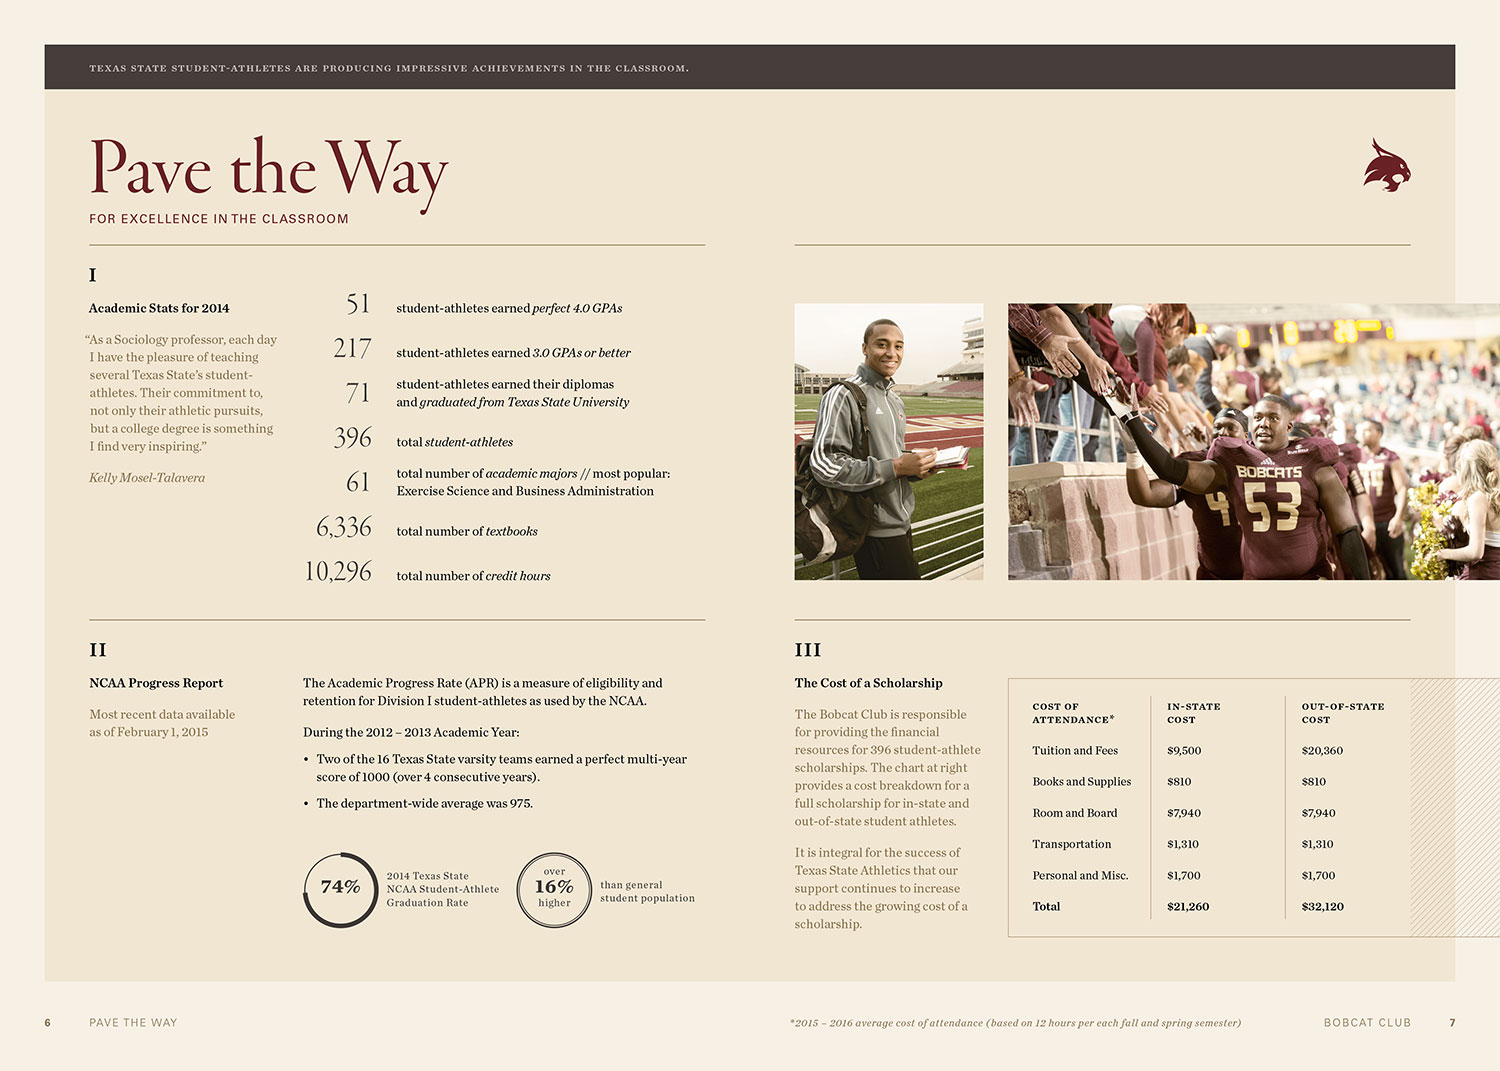 TEXAS STATE STUDENT-ATHLETES ARE PRODUCING IMPRESSIVE ACHIEVEMENTS IN THE CLASSROOM.
Pave the Way
FOR EXCELLENCE IN THE CLASSROOM
I
Academic Stats for 2014
“As a Sociology professor, each day
I have the pleasure of teaching
several Texas State’s student-
athletes. Their commitment to,
not only their athletic pursuits,
but a college degree is something
I find very inspiring.”
Kelly Mosel-Talavera
51 student-athletes earned perfect 4.0 GPAs
217 student-athletes earned 3.0 GPAs or better
71 student-athletes earned their diplomas
and graduated from Texas State University
396 total student-athletes
61 total number of academic majors // most popular:
Exercise Science and Business Administration
6,336 total number of textbooks
10,296 total number of credit hours
BOBCATS
53
4
II
NCAA Progress Report
Most recent data available
as of February 1, 2015
The Academic Progress Rate (APR) is a measure of eligibility and
retention for Division I student-athletes as used by the NCAA.
During the 2012 – 2013 Academic Year:
• Two of the 16 Texas State varsity teams earned a perfect multi-year
score of 1000 (over 4 consecutive years).
• The department-wide average was 975.
74%
2014 Texas State
NCAA Student-Athlete
Graduation Rate
over
16%
higher
than general
student population
III
The Cost of a Scholarship
The Bobcat Club is responsible
for providing the financial
resources for 396 student-athlete
scholarships. The chart at right
provides a cost breakdown for a
full scholarship for in-state and
out-of-state student athletes.
It is integral for the success of
Texas State Athletics that our
support continues to increase
to address the growing cost of a
scholarship.
COST OF ATTENDANCE* IN-STATE COST OUT-OF-STATE COST
Tuition and Fees $9,500 $20,360
Books and Supplies $810 $810
Room and Board $7,940 $7,940
Transportation $1,310 $1,310
Personal and Misc. $1,700 $1,700
Total $21,260 $32,120
6 PAVE THE WAY
*2015 – 2016 average cost of attendance (based on 12 hours per each fall and spring semester)
BOBCAT CLUB 7